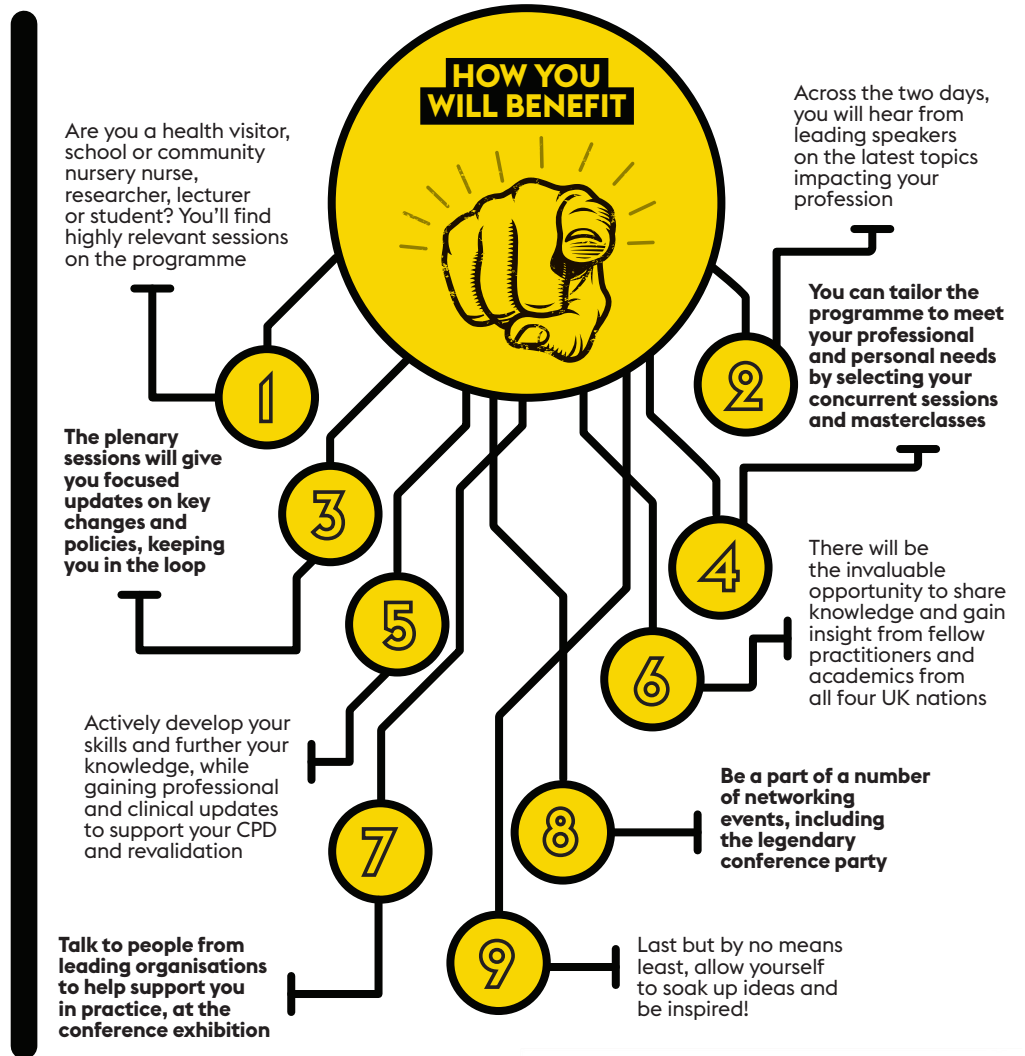 HOW YOU
WILL BENEFIT
Are you a health visitor,
school or community
nursery nurse,
researcher, lecturer
or student? You'll find
highly relevant sessions
on the programme
1
Across the two days,
you will hear from
leading speakers
on the latest topics
impacting your
profession
2
The plenary
sessions will give
you focused
updates on key
changes and
policies, keeping
you in the loop
3
You can tailor the
programme to meet
your professional
and personal needs
by selecting your
concurrent sessions
and masterclasses
4
Actively develop your
skills and further your
knowledge, while
gaining professional
and clinical updates
to support your CPD
and revalidation
5
There will be
the invaluable
opportunity to share
knowledge and gain
insight from fellow
practitioners and
academics from
all four UK nations
6
Talk to people from
leading organisations
to help support you
in practice, at the
conference exhibition
7
Be a part of a number
of networking
events, including
the legendary
conference party
8
Last but by no means
least, allow yourself
to soak up ideas and
be inspired!
9